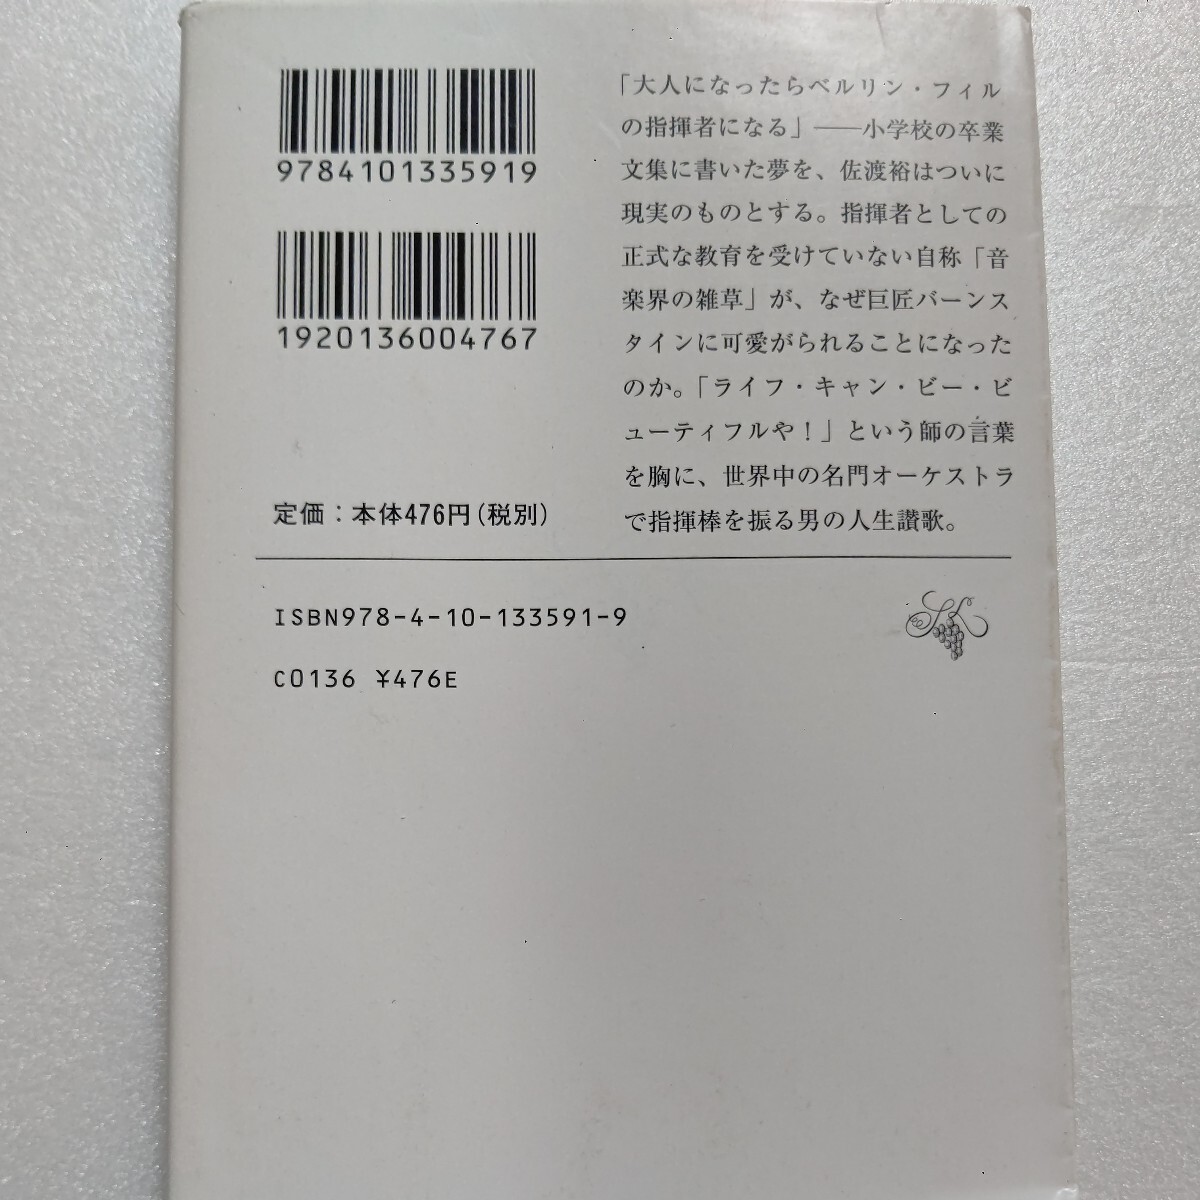 9784101335919
1920136004767
定価：本体476円(税別)
「大人になったらベルリン・フィル
の指揮者になる」――小学校の卒業
文集に書いた夢を、佐渡裕はついに
現実のものとする。指揮者としての
正式な教育を受けていない自称「音
楽界の雑草」が、なぜ巨匠バーンス
タインに可愛がられることになった
のか。「ライフ・キャン・ビー・ビ
ューティフルや！」という師の言葉
を胸に、世界中の名門オーケストラ
で指揮棒を振る男の人生讃歌。
ISBN978-4-10-133591-9
C0136 ¥476E